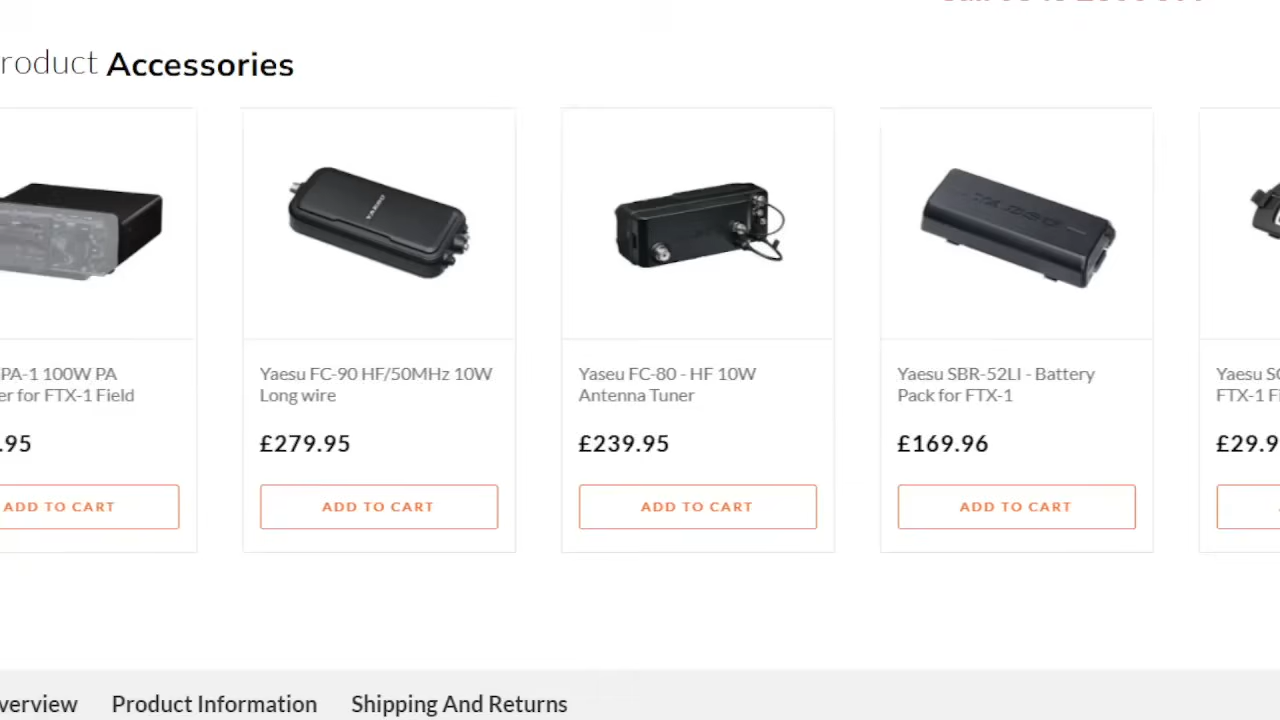 roduct Accessories
YAESU
YAESU
PA-1 100W PA
er for FTX-1 Field
.95
ADD TO CART
Yaesu FC-90 HF/50MHz 10W
Long wire
£279.95
ADD TO CART
Yaseu FC-80 - HF 10W
Antenna Tuner
£239.95
ADD TO CART
Yaesu SBR-52LI - Battery
Pack for FTX-1
£169.96
ADD TO CART
Yaesu
FTX-1
£29.9
verview Product Information Shipping And Returns